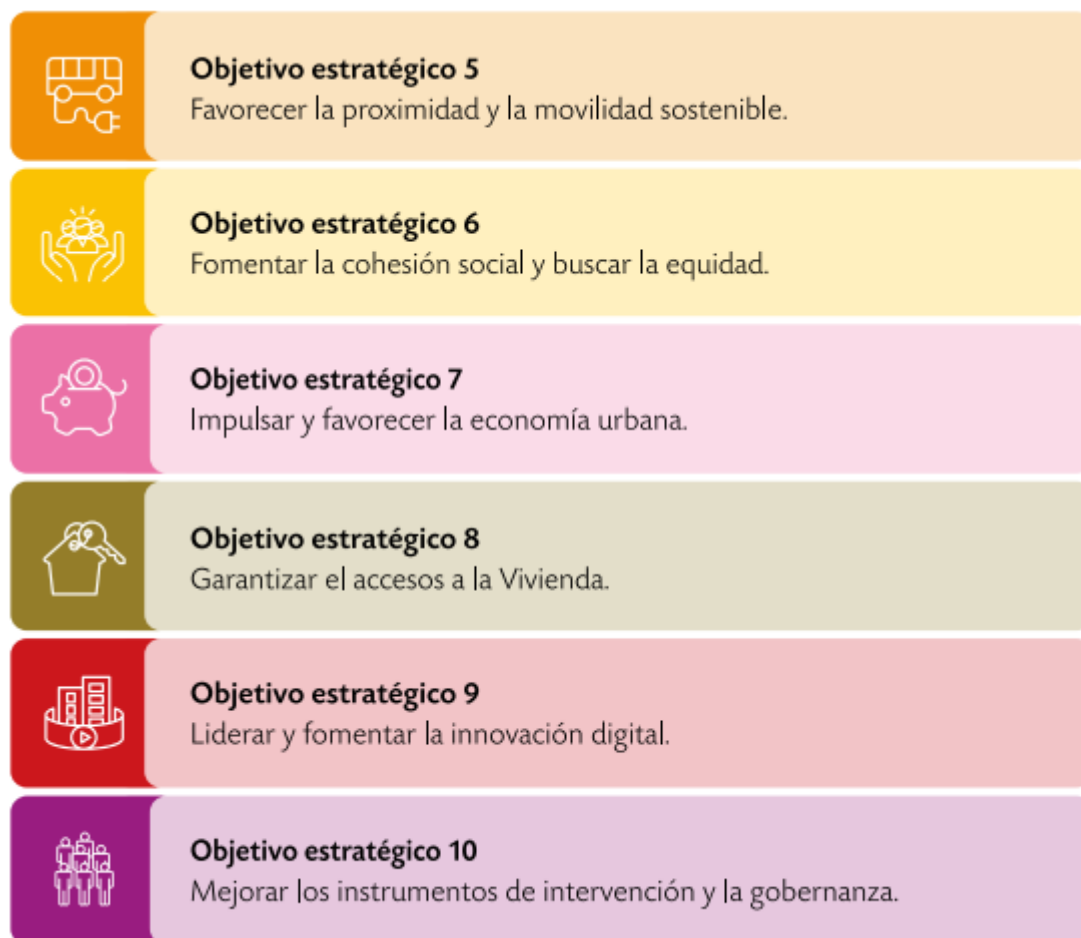 Objetivo estratégico 5
Favorecer la proximidad y la movilidad sostenible.
Objetivo estratégico 6
Fomentar la cohesión social y buscar la equidad.
Objetivo estratégico 7
Impulsar y favorecer la economía urbana.
Objetivo estratégico 8
Garantizar el accesos a la Vivienda.
Objetivo estratégico 9
Liderar y fomentar la innovación digital.
Objetivo estratégico 10
Mejorar los instrumentos de intervención y la gobernanza.